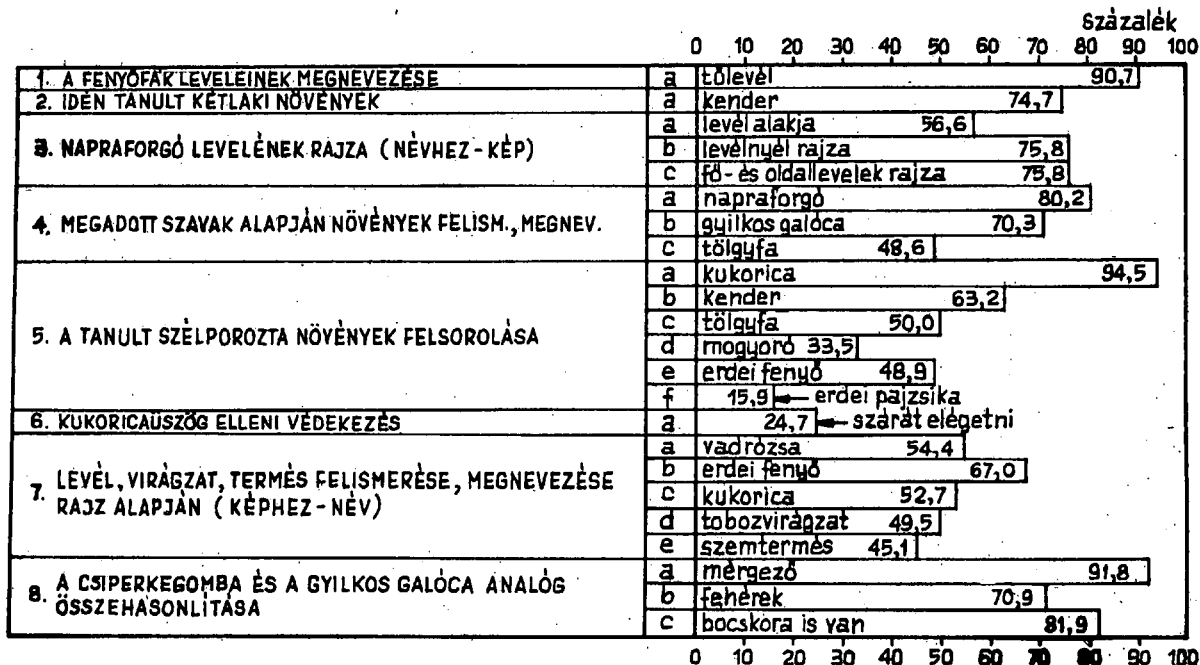 százalék
0 10 20 30 40 50 60 70 80 90 100
1. A FENYŐFÁK LEVELEINEK MEGNEVEZÉSE a tűlevél 90,7
2. IDÉN TANULT KÉTLAKI NÖVÉNYEK a kender 74,7
3. NAPRAFORGÓ LEVELÉNEK RAJZA (NÉVHEZ-KÉP) a levél alakja 56,6
b levélnyél rajza 75,8
c fő- és oldallevelek rajza 75,8
4. MEGADOTT SZAVAK ALAPJÁN NÖVÉNYEK FELISM., MEGNEV. a napraforgó 80,2
b gyilkos galóca 70,3
c tölgyfa 48,6
5. A TANULT SZÉLPOROZTA NÖVÉNYEK FELSOROLÁSA a kukorica 94,5
b kender 63,2
c tölgyfa 50,0
d mogyoró 33,5
e erdei fenyő 48,9
f 15,9 erdei pajzsika
6. KUKORICAÜSZÖG ELLENI VÉDEKEZÉS a 24,7 szárát elégetni
7. LEVÉL, VIRÁGZAT, TERMÉS FELISMERÉSE, MEGNEVEZÉSE RAJZ ALAPJÁN (KÉPHEZ-NÉV) a vadrózsa 54,4
b erdei fenyő 67,0
c kukorica 52,7
d tobozvirágzat 49,5
e szemtermés 45,1
8. A CSIPERKEGOMBA ÉS A GYILKOS GALÓCA ANALÓG ÖSSZEHASONLÍTÁSA a mérgező 91,8
b fehérek 70,9
c bocskora is van 81,9
0 10 20 30 40 50 60 70 80 90 100